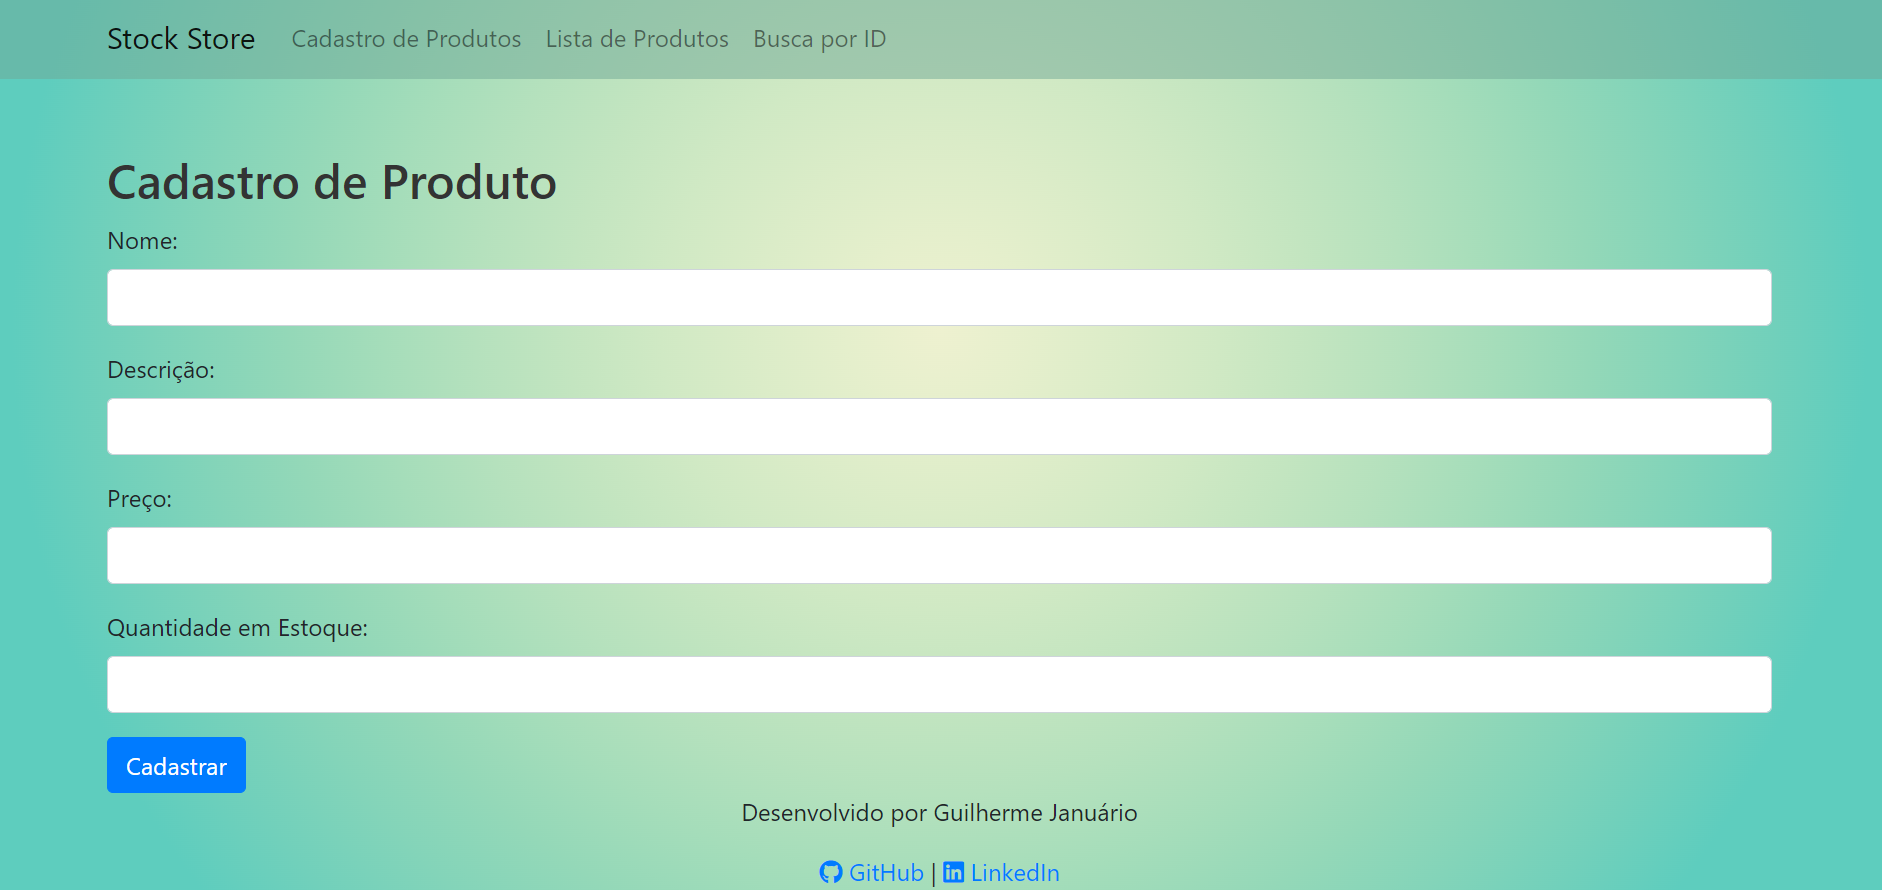 Stock Store Cadastro de Produtos Lista de Produtos Busca por ID
Cadastro de Produto
Nome:
Descrição:
Preço:
Quantidade em Estoque:
Cadastrar
Desenvolvido por Guilherme Januário
GitHub | LinkedIn